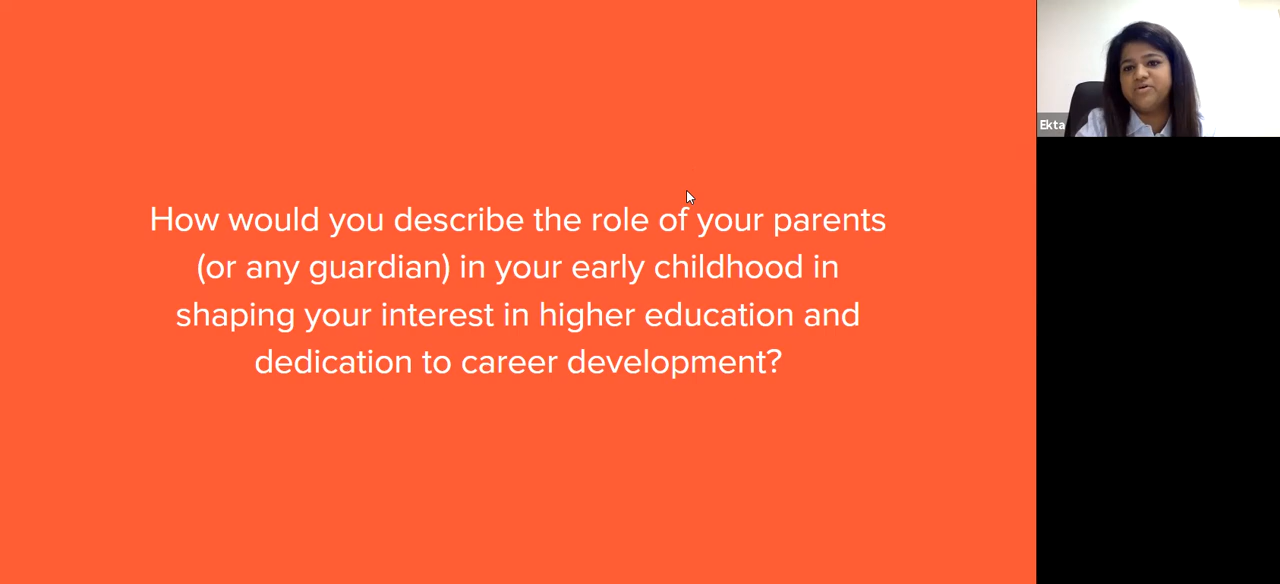 How would you describe the role of your parents
(or any guardian) in your early childhood in
shaping your interest in higher education and
dedication to career development?
Ekta